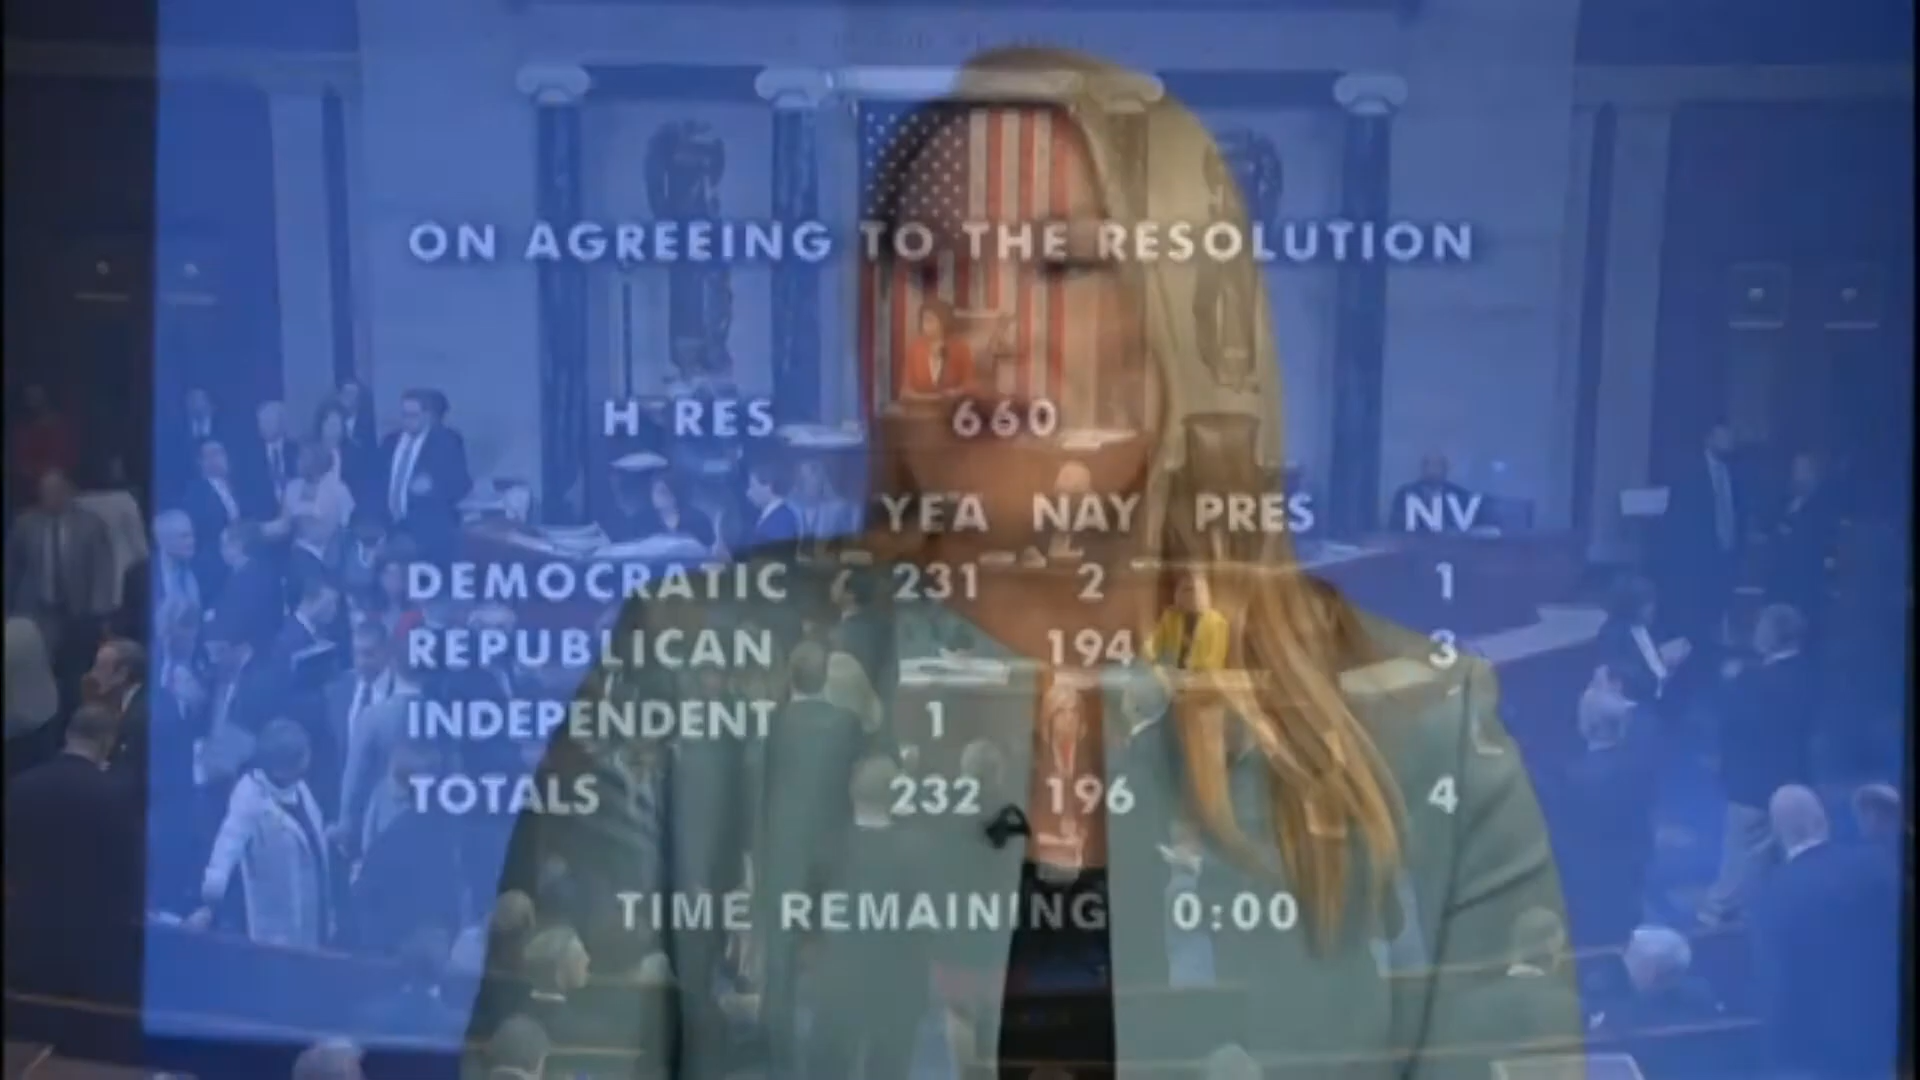 ON AGREEING TO THE RESOLUTION
H RES 660
YEA NAY PRES NV
DEMOCRATIC 231 2 1
REPUBLICAN 194 3
INDEPENDENT 1
TOTALS 232 196 4
TIME REMAINING 0:00